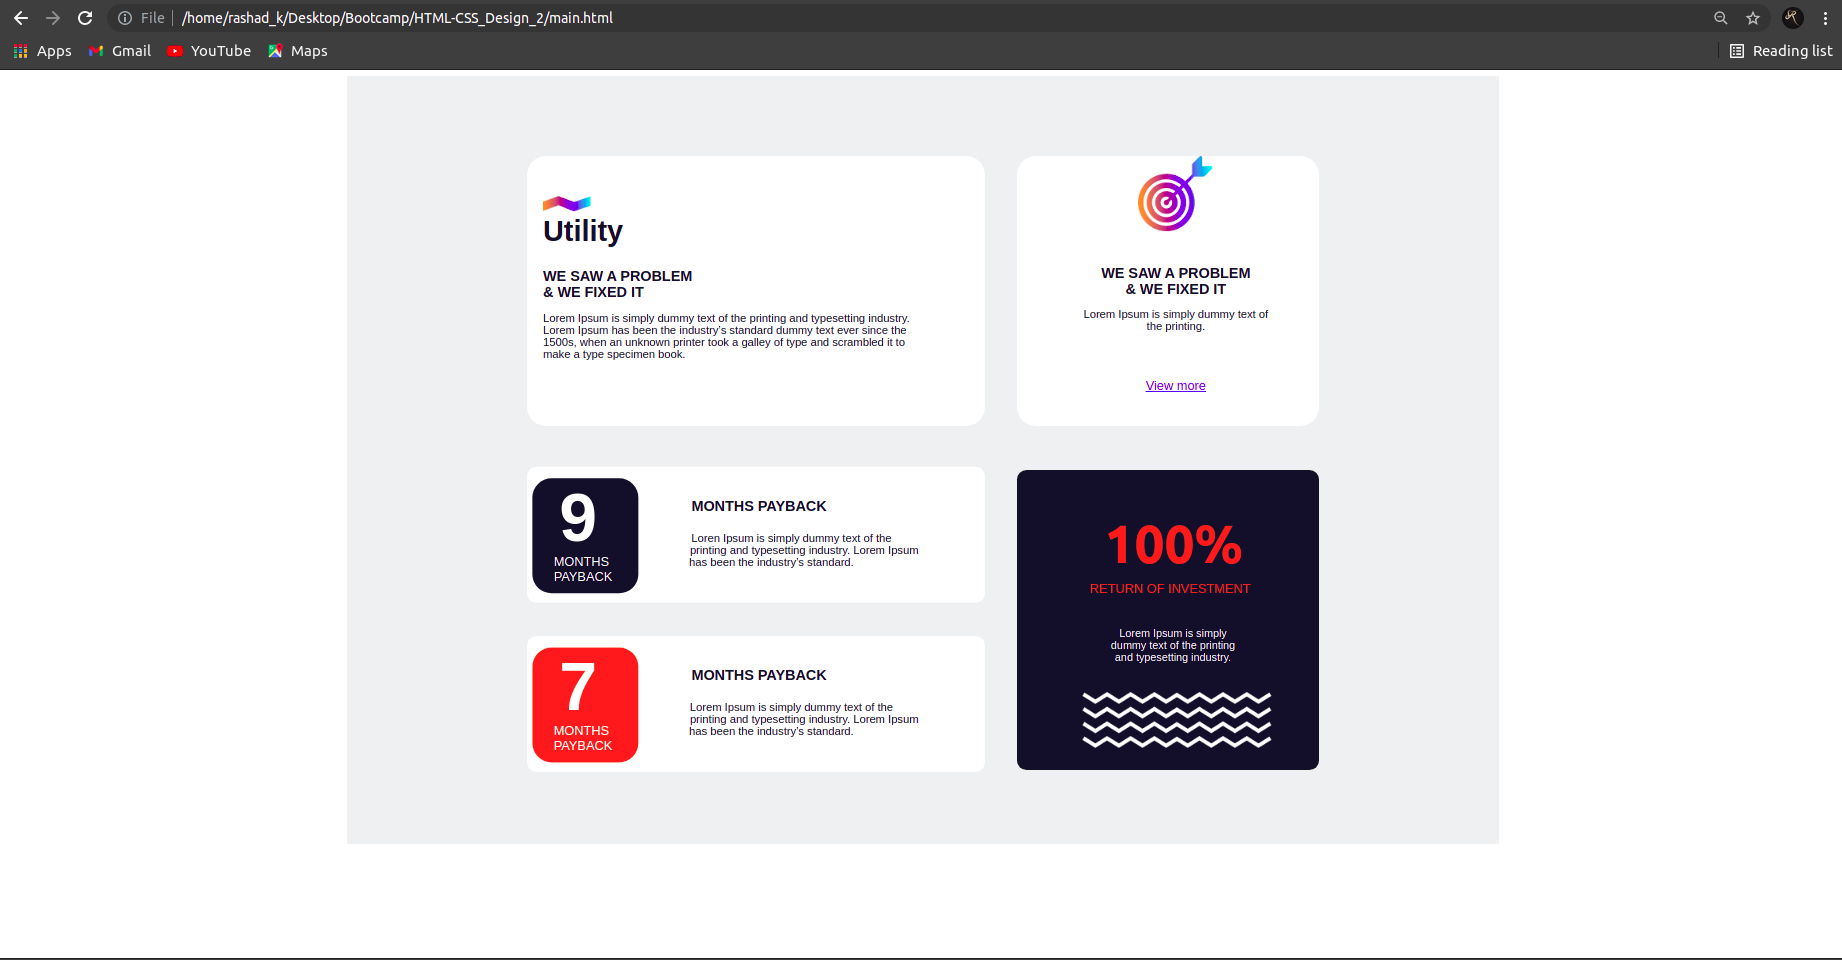 File /home/rashad_k/Desktop/Bootcamp/HTML-CSS_Design_2/main.html
Apps Gmail YouTube Maps Reading list
Utility
WE SAW A PROBLEM
& WE FIXED IT
Lorem Ipsum is simply dummy text of the printing and typesetting industry.
Lorem Ipsum has been the industry's standard dummy text ever since the
1500s, when an unknown printer took a galley of type and scrambled it to
make a type specimen book.
WE SAW A PROBLEM
& WE FIXED IT
Lorem Ipsum is simply dummy text of
the printing.
View more
9
MONTHS
PAYBACK
MONTHS PAYBACK
Loren Ipsum is simply dummy text of the
printing and typesetting industry. Lorem Ipsum
has been the industry's standard.
7
MONTHS
PAYBACK
MONTHS PAYBACK
Lorem Ipsum is simply dummy text of the
printing and typesetting industry. Lorem Ipsum
has been the industry's standard.
100%
RETURN OF INVESTMENT
Lorem Ipsum is simply
dummy text of the printing
and typesetting industry.